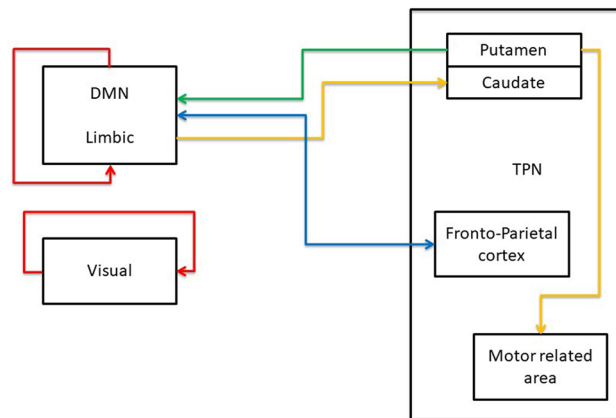 DMN
Limbic
Visual
Putamen
Caudate
TPN
Fronto-Parietal
cortex
Motor related
area